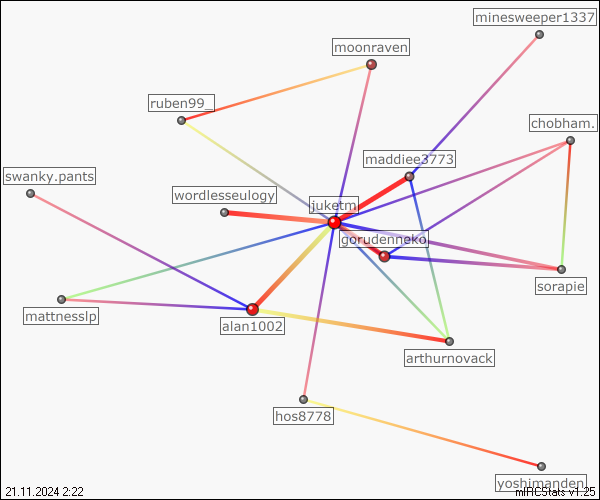 minesweeper1337
moonraven
ruben99_
chobham.
maddiee3773
swanky.pants
wordlesseulogy
juketm
gorudenneko
sorapie
mattnesslp
alan1002
arthurnovack
hos8778
yoshimanden
21.11.2024 2:22
mIRCStats v1.25